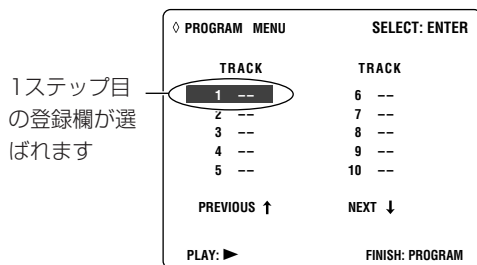 ◊ PROGRAM MENU SELECT: ENTER
TRACK TRACK
1ステップ目
の登録欄が選
ばれます
1 -- 6 --
2 -- 7 --
3 -- 8 --
4 -- 9 --
5 -- 10 --
PREVIOUS ↑ NEXT ↓
PLAY: ► FINISH: PROGRAM